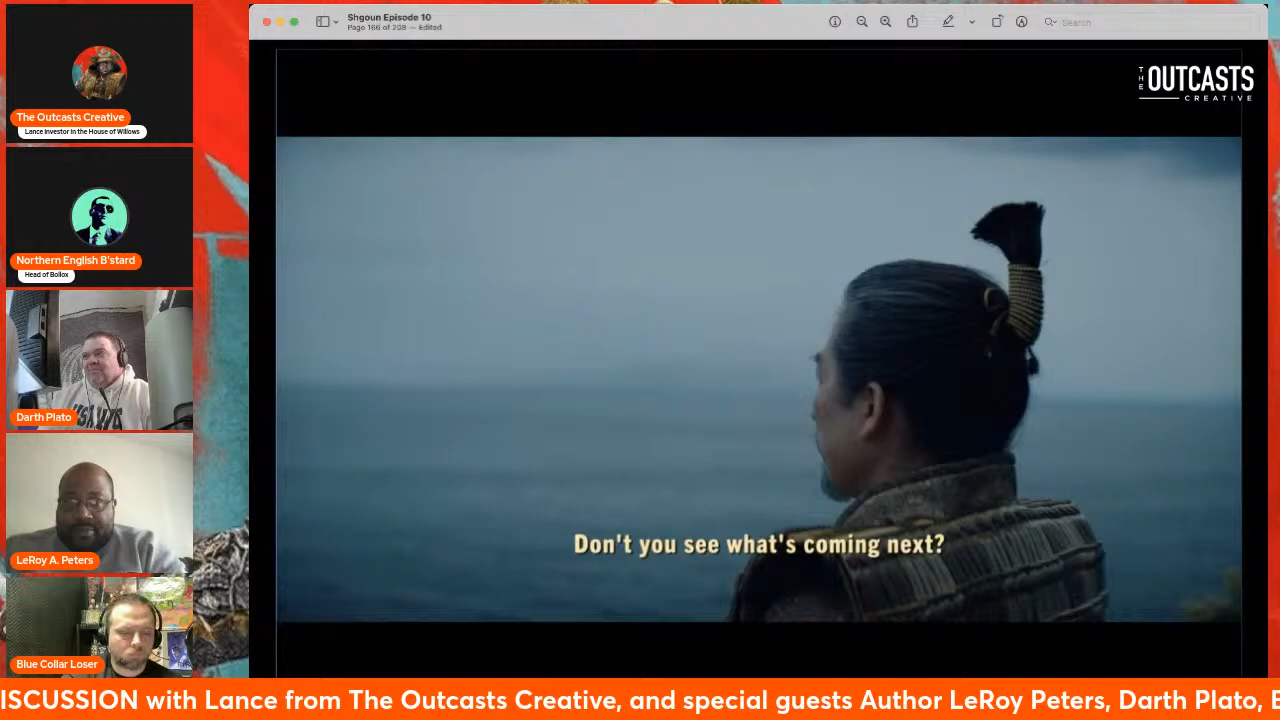 The Outcasts Creative
Lance investor in the House of Willows
Northern English B'stard
Head of Bollox
Darth Plato
LeRoy A. Peters
Blue Collar Loser
Shgoun Episode 10
Page 166 of 208 — Edited
Search
THE OUTCASTS
CREATIVE
Don't you see what's coming next?
ISCUSSION with Lance from The Outcasts Creative, and special guests Author LeRoy Peters, Darth Plato, E